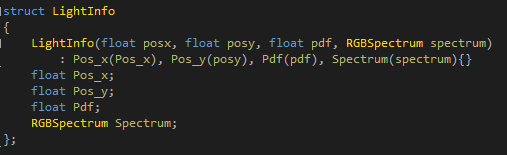 struct LightInfo
{
LightInfo(float posx, float posy, float pdf, RGBSpectrum spectrum)
: Pos_x(Pos_x), Pos_y(posy), Pdf(pdf), Spectrum(spectrum){}
float Pos_x;
float Pos_y;
float Pdf;
RGBSpectrum Spectrum;
};